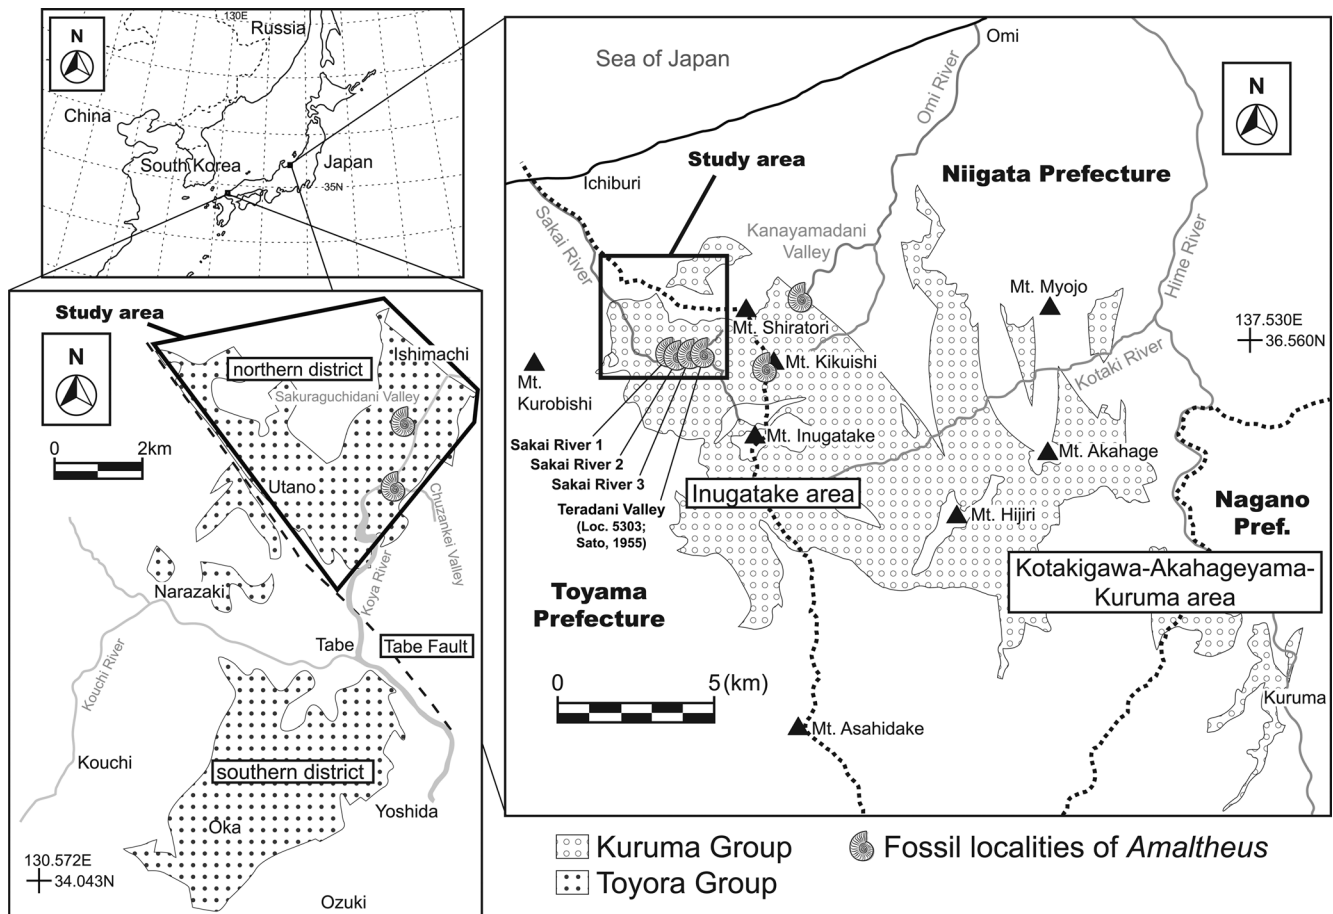 130E
Russia
N
China
South Korea
Japan
35N
Study area
N
0
2km
northern district
Ishimachi
Sakuraguchidani Valley
Utano
Chuzankei Valley
Koya River
Narazaki
Tabe
Tabe Fault
Kouchi River
Kouchi
southern district
Yoshida
Oka
130.572E
34.043N
Ozuki
Sea of Japan
Omi
Omi River
N
Study area
Ichiburi
Niigata Prefecture
Sakai River
Kanayamadani
Valley
Hime River
Mt. Myojo
137.530E
36.560N
Mt. Shiratori
Mt. Kikuishi
Kotaki River
Mt.
Kurobishi
Sakai River 1
Sakai River 2
Sakai River 3
Teradani Valley
(Loc. 5303;
Sato, 1955)
Mt. Inugatake
Mt. Akahage
Inugatake area
Mt. Hijiri
Nagano
Pref.
Toyama
Prefecture
Kotakigawa-Akahageyama-
Kuruma area
0
5 (km)
Kuruma
Mt. Asahidake
Kuruma Group
Fossil localities of Amaltheus
Toyora Group